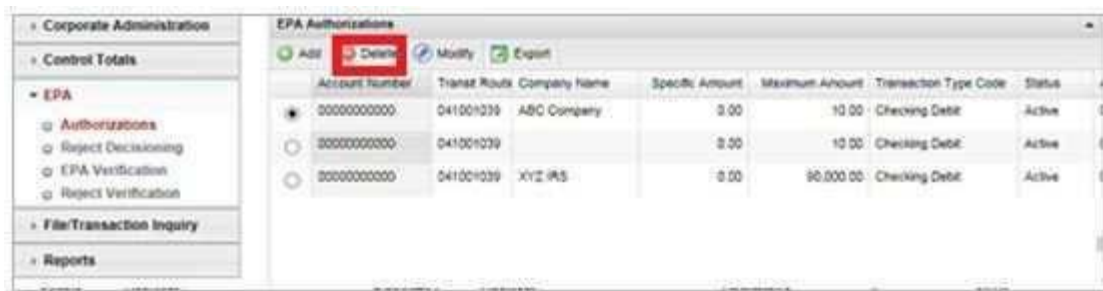 Corporate Administration
Control Totals
EPA
Authorizations
Reject Decisioning
EPA Verification
Reject Verification
File/Transaction Inquiry
Reports
EPA Authorizations
Add Delete Modify Export
Account Number Transit Route Company Name Specific Amount Maximum Amount Transaction Type Code Status
00000000000 041001039 ABC Company 0.00 10.00 Checking Debit Active
00000000000 041001039 0.00 10.00 Checking Debit Active
00000000000 041001039 XYZ IRS 0.00 90,000.00 Checking Debit Active